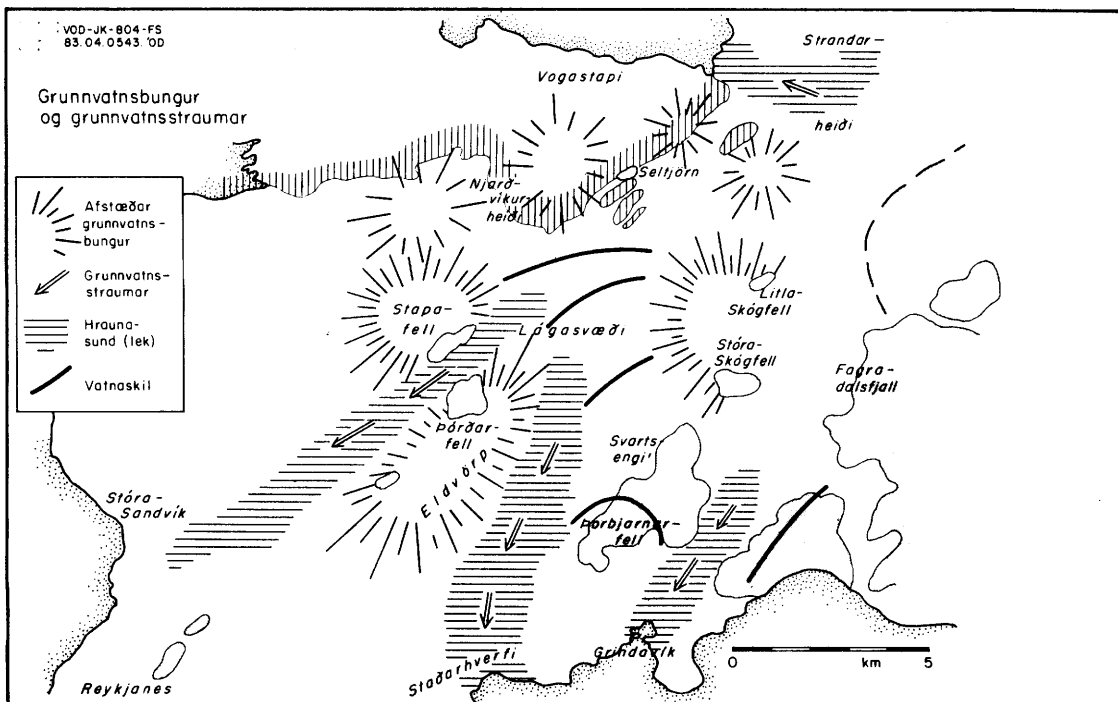 VOD-JK-804-FS
83.04.0543.OD
Grunnvatnsbungur
og grunnvatnsstraumar
Afstæðar
grunnvatns-
bungur
Grunnvatns-
straumar
Hrauna-
sund (lek)
Vatnaskil
Strandar-
heiði
Vogastapi
Seltjörn
Njarð-
víkur-
heiði
Stapa-
fell
Lágasvæði
Litla-
Skógfell
Stóra-
Skógfell
Fagra-
dalsfjall
Þórðar-
fell
Eldvörp
Svarts-
engi
Þorbjarnar-
fell
Stóra-
Sandvík
Staðarhverfi
Grindavík
Reykjanes
0 km 5